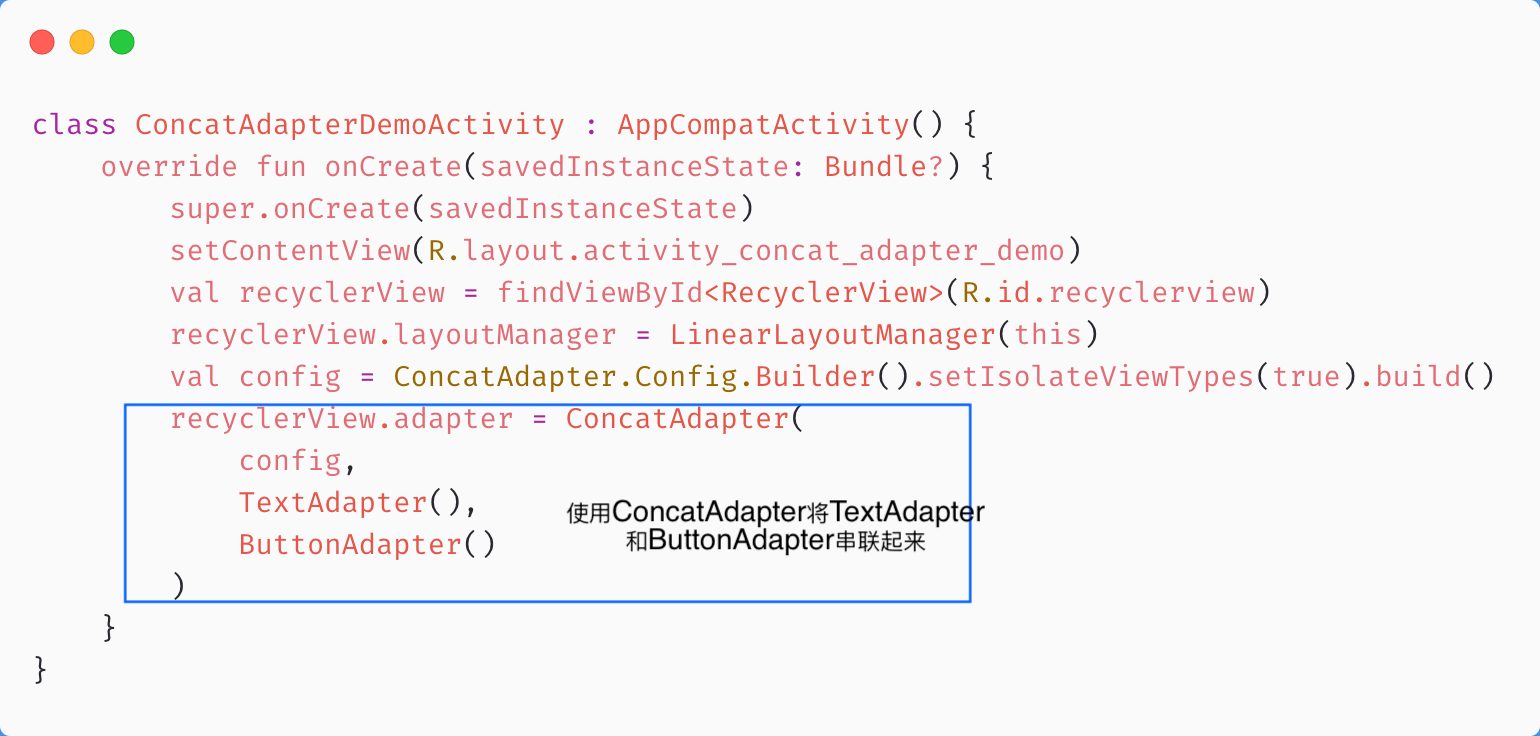 class ConcatAdapterDemoActivity : AppCompatActivity() {
    override fun onCreate(savedInstanceState: Bundle?) {
        super.onCreate(savedInstanceState)
        setContentView(R.layout.activity_concat_adapter_demo)
        val recyclerView = findViewById<RecyclerView>(R.id.recyclerview)
        recyclerView.layoutManager = LinearLayoutManager(this)
        val config = ConcatAdapter.Config.Builder().setIsolateViewTypes(true).build()
        recyclerView.adapter = ConcatAdapter(
            config,
            TextAdapter(),
            ButtonAdapter()
        )
    }
}
使用ConcatAdapter将TextAdapter
和ButtonAdapter串联起来